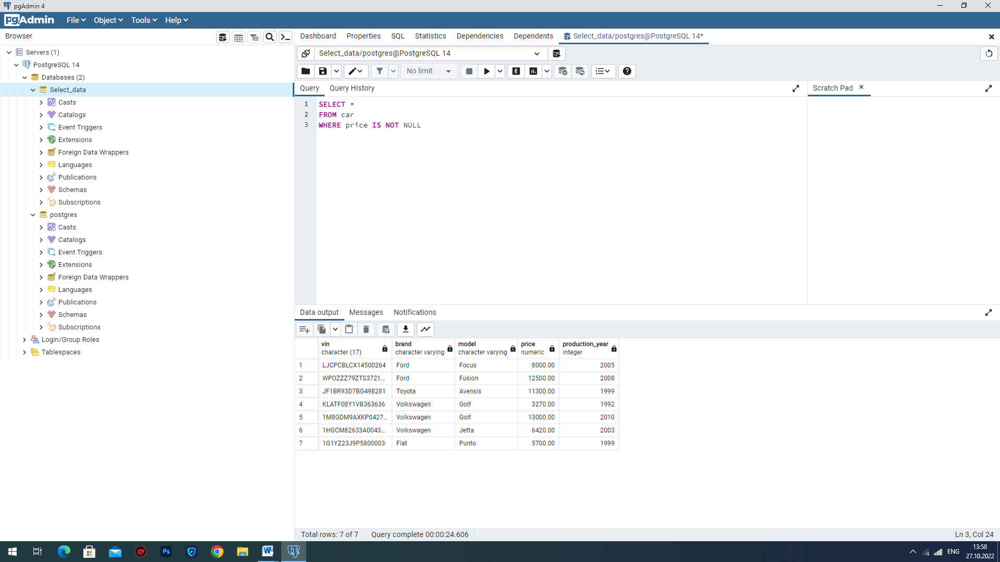 pgAdmin 4
pgAdmin File Object Tools Help
Browser
Dashboard Properties SQL Statistics Dependencies Dependents Select_data/postgres@PostgreSQL 14*
Servers (1)
PostgreSQL 14
Databases (2)
Select_data
Casts
Catalogs
Event Triggers
Extensions
Foreign Data Wrappers
Languages
Publications
Schemas
Subscriptions
postgres
Casts
Catalogs
Event Triggers
Extensions
Foreign Data Wrappers
Languages
Publications
Schemas
Subscriptions
Login/Group Roles
Tablespaces
Select_data/postgres@PostgreSQL 14
No limit
E
Query Query History
Scratch Pad
1 SELECT *
2 FROM car
3 WHERE price IS NOT NULL
Data output Messages Notifications
vin brand model price production_year
character (17) character varying character varying numeric integer
1 LJCPCBLCX14500264 Ford Focus 8000.00 2005
2 WPOZZZ79ZTS3721... Ford Fusion 12500.00 2008
3 JF1BR93D7BG498281 Toyota Avensis 11300.00 1999
4 KLATF08Y1VB363636 Volkswagen Golf 3270.00 1992
5 1M8GDM9AXKP0427... Volkswagen Golf 13000.00 2010
6 1HGCM82633A0043... Volkswagen Jetta 6420.00 2003
7 1G1YZ23J9P5800003 Fiat Punto 5700.00 1999
Total rows: 7 of 7 Query complete 00:00:24.606 Ln 3, Col 24
Ps W ENG 13:58
27.10.2022